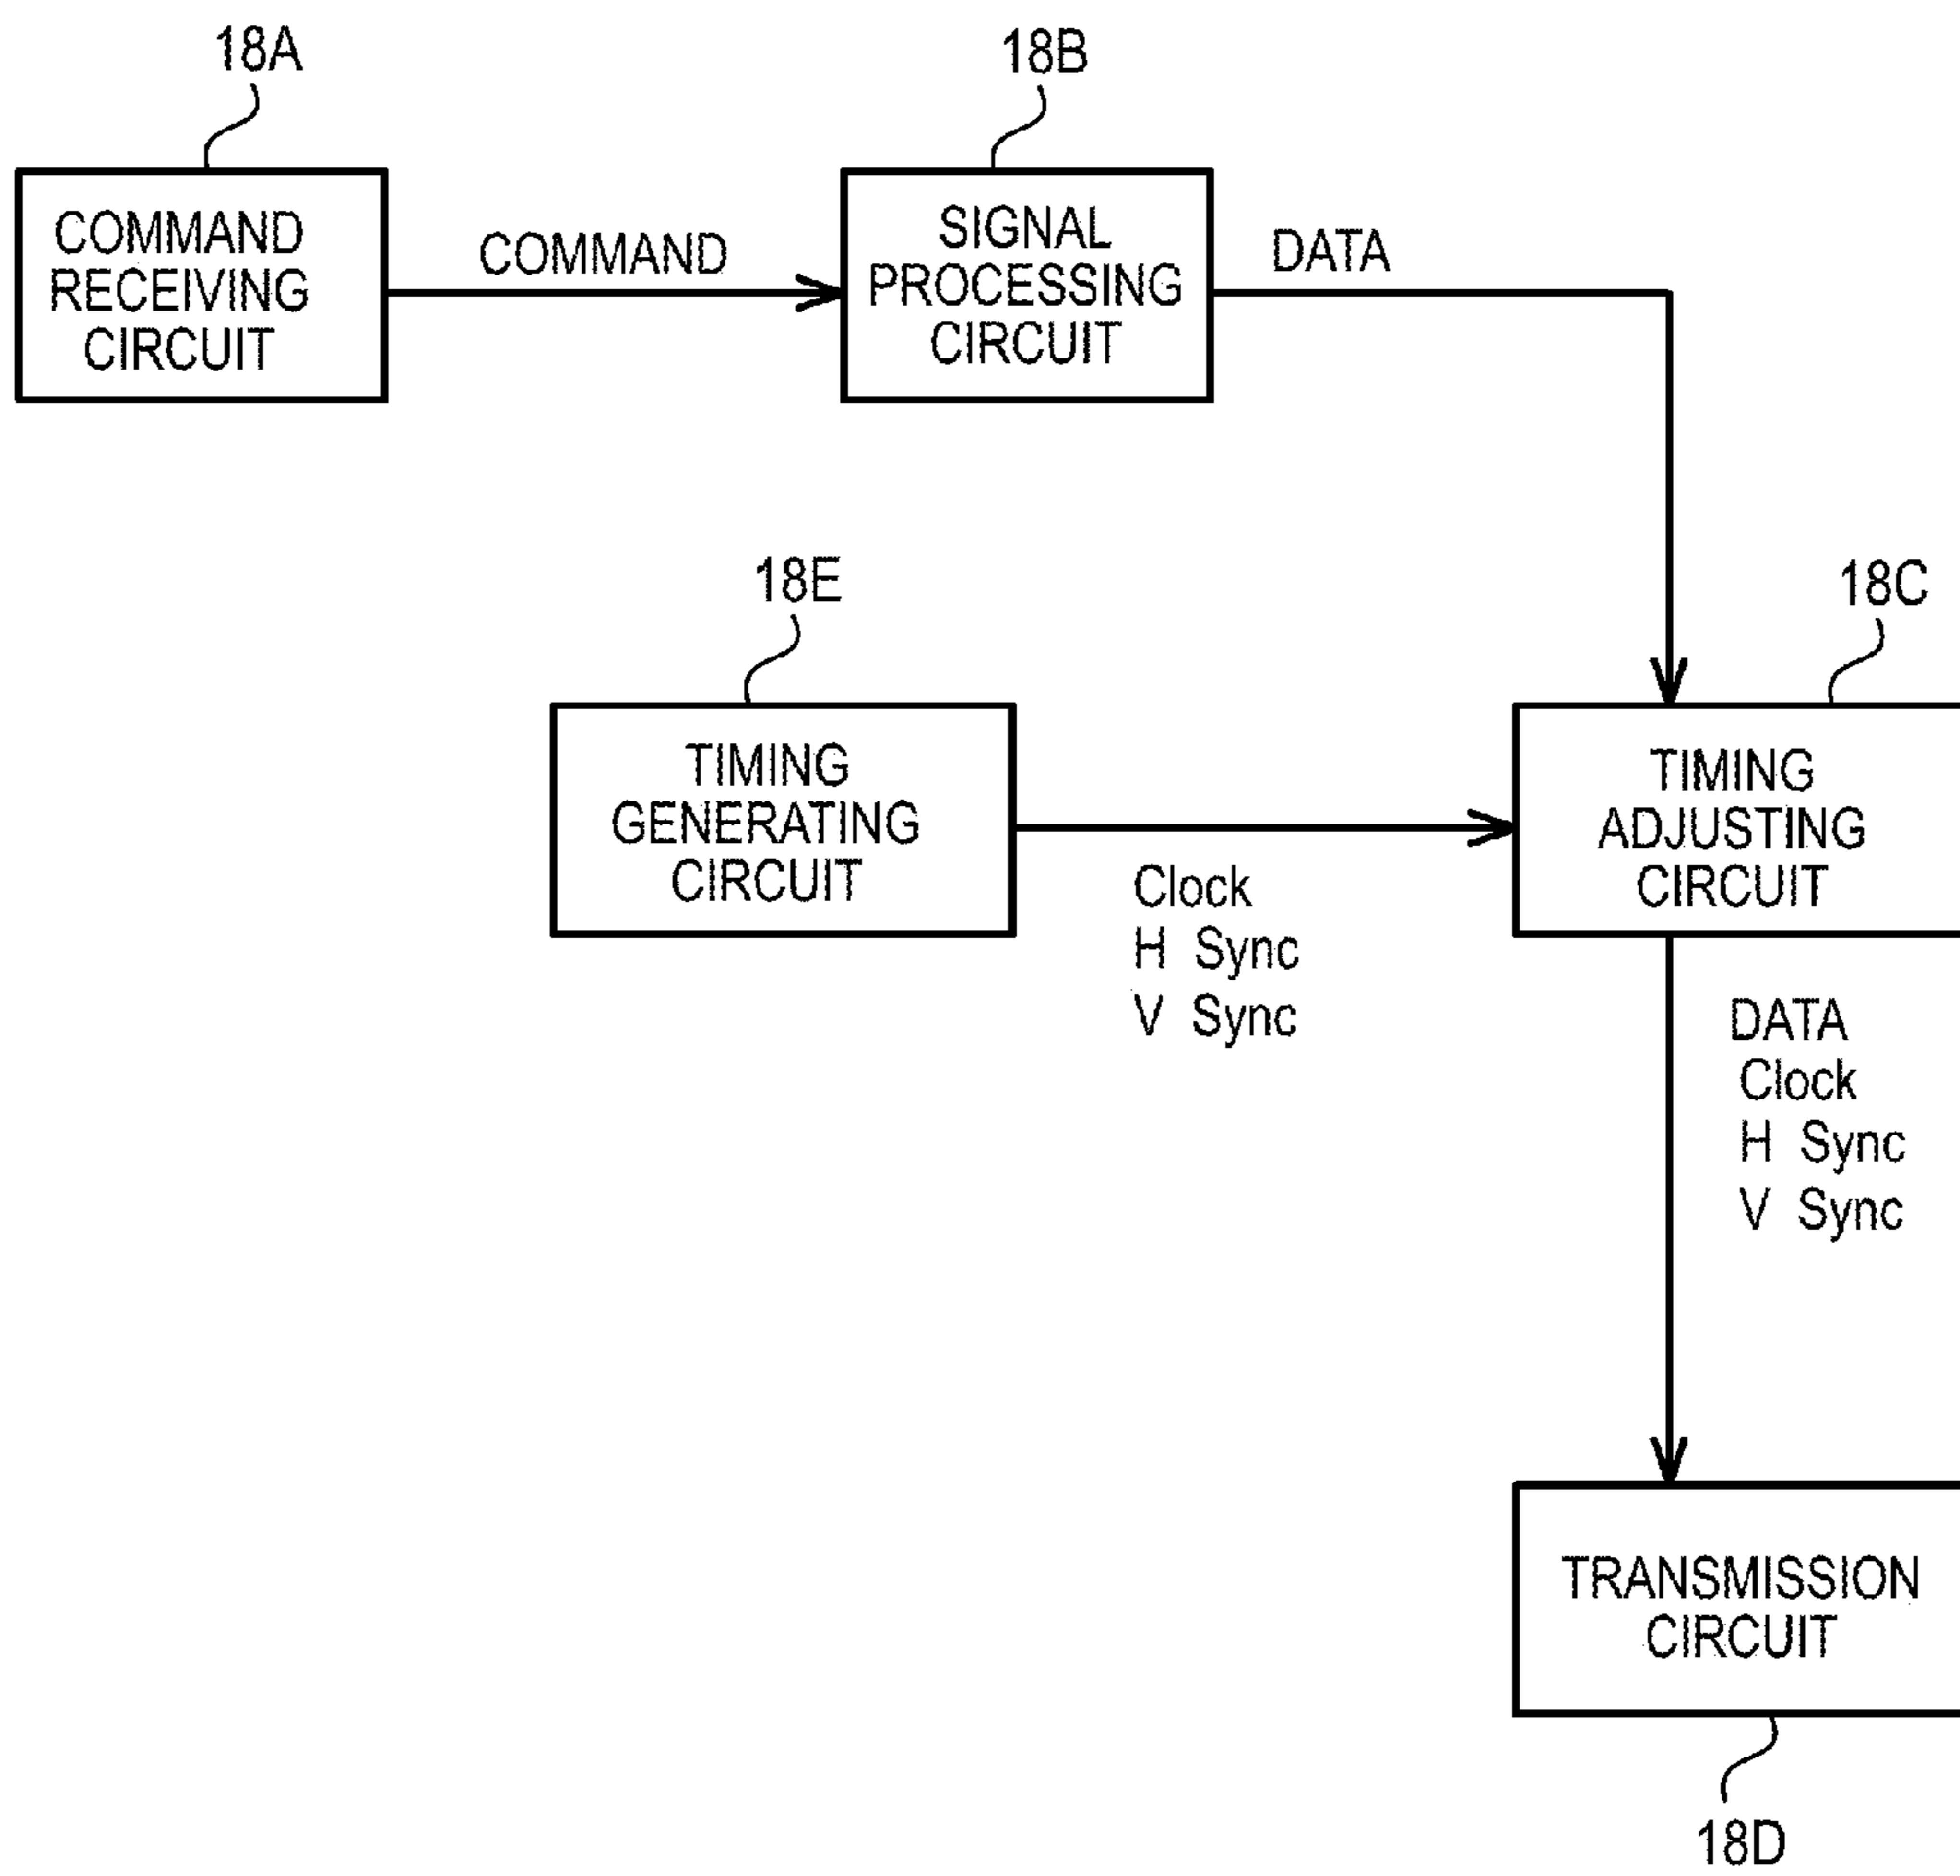 18A
18B
COMMAND
RECEIVING
CIRCUIT
COMMAND
SIGNAL
PROCESSING
CIRCUIT
DATA
18E
18C
TIMING
GENERATING
CIRCUIT
Clock
H Sync
V Sync
TIMING
ADJUSTING
CIRCUIT
DATA
Clock
H Sync
V Sync
TRANSMISSION
CIRCUIT
18D